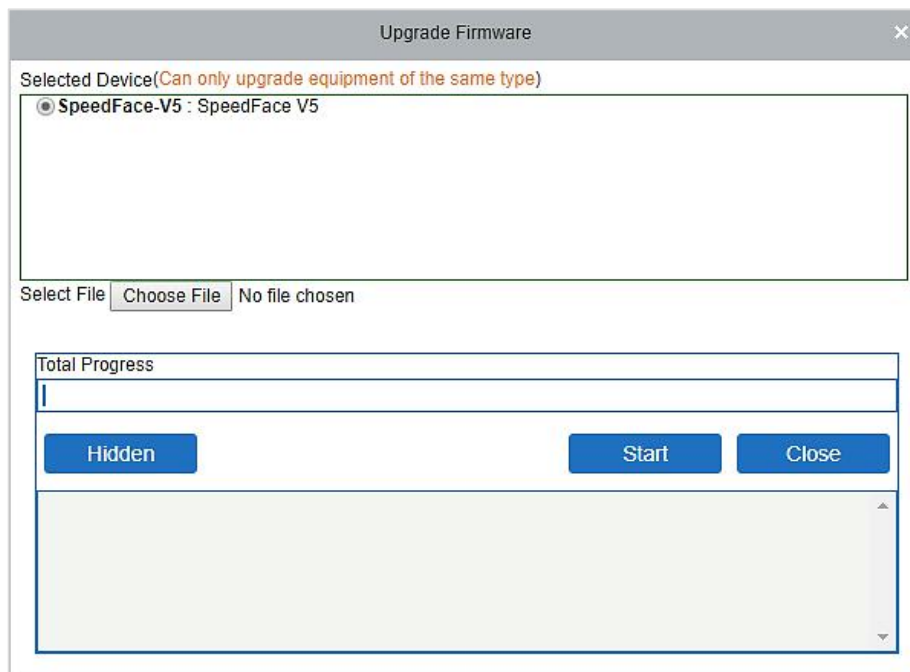 Upgrade Firmware
Selected Device(Can only upgrade equipment of the same type)
SpeedFace-V5 : SpeedFace V5
Select File Choose File No file chosen
Total Progress
Hidden Start Close